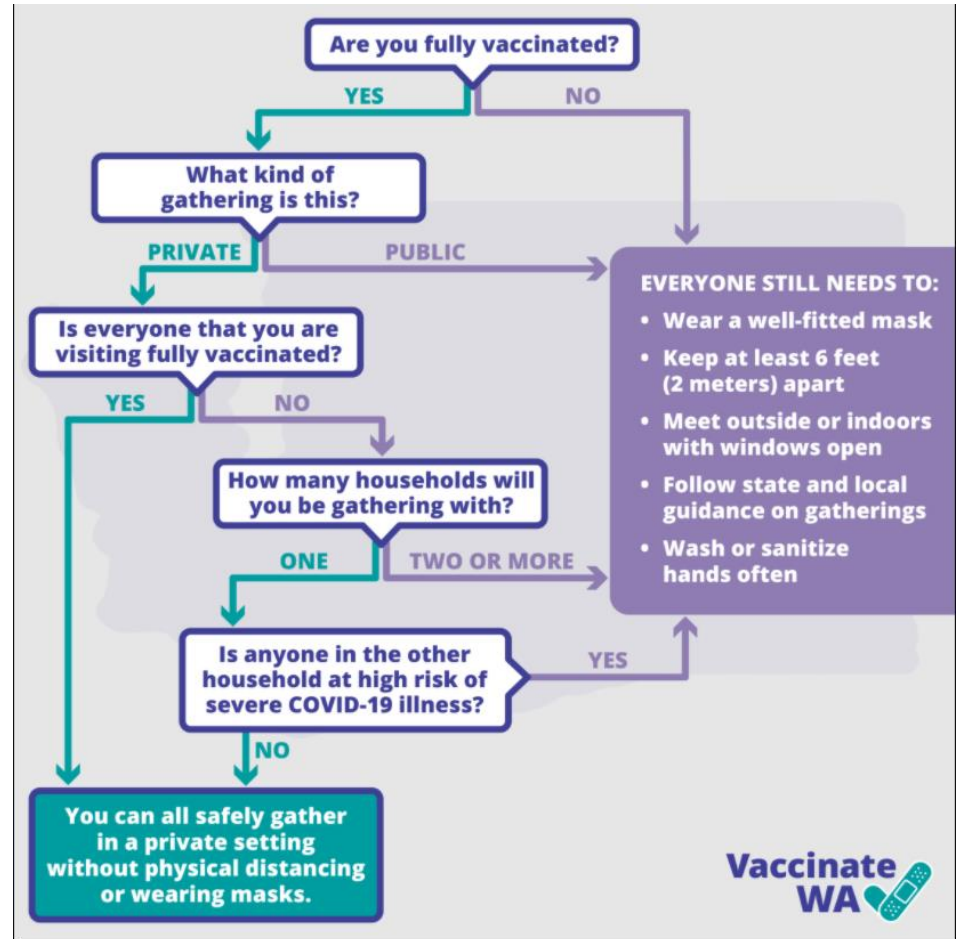 Are you fully vaccinated?
YES
NO
What kind of
gathering is this?
PRIVATE
PUBLIC
EVERYONE STILL NEEDS TO:
• Wear a well-fitted mask
• Keep at least 6 feet
(2 meters) apart
• Meet outside or indoors
with windows open
• Follow state and local
guidance on gatherings
• Wash or sanitize
hands often
Is everyone that you are
visiting fully vaccinated?
YES
NO
How many households will
you be gathering with?
ONE
TWO OR MORE
Is anyone in the other
household at high risk of
severe COVID-19 illness?
YES
NO
You can all safely gather
in a private setting
without physical distancing
or wearing masks.
Vaccinate
WA